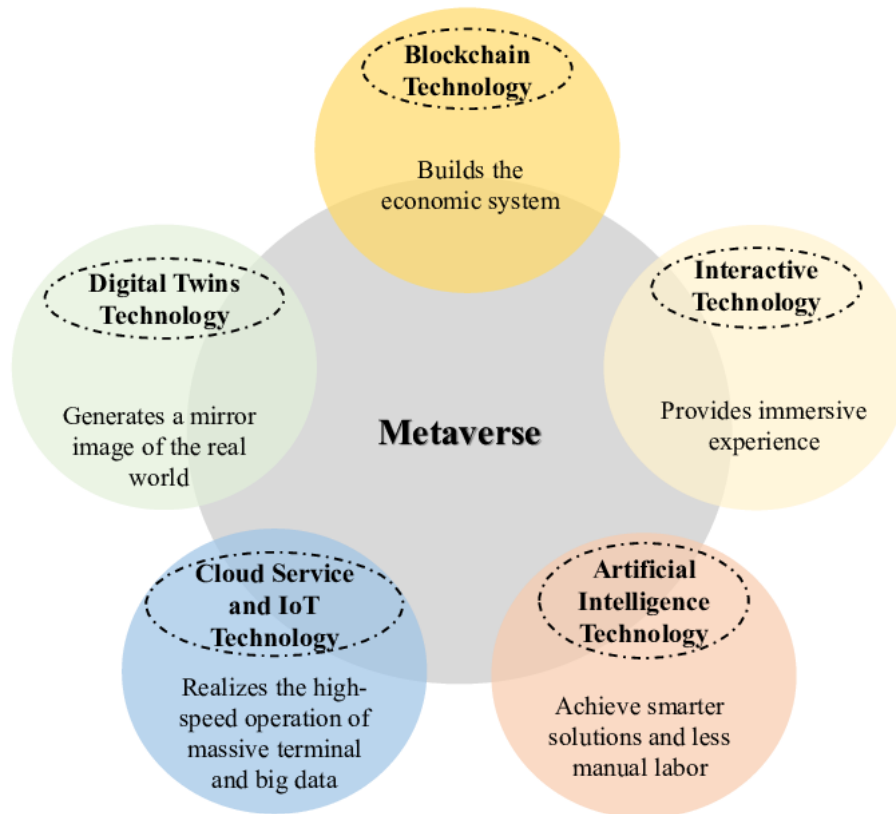 Blockchain
Technology
Builds the
economic system
Digital Twins
Technology
Generates a mirror
image of the real
world
Interactive
Technology
Provides immersive
experience
Metaverse
Cloud Service
and IoT
Technology
Realizes the high-
speed operation of
massive terminal
and big data
Artificial
Intelligence
Technology
Achieve smarter
solutions and less
manual labor